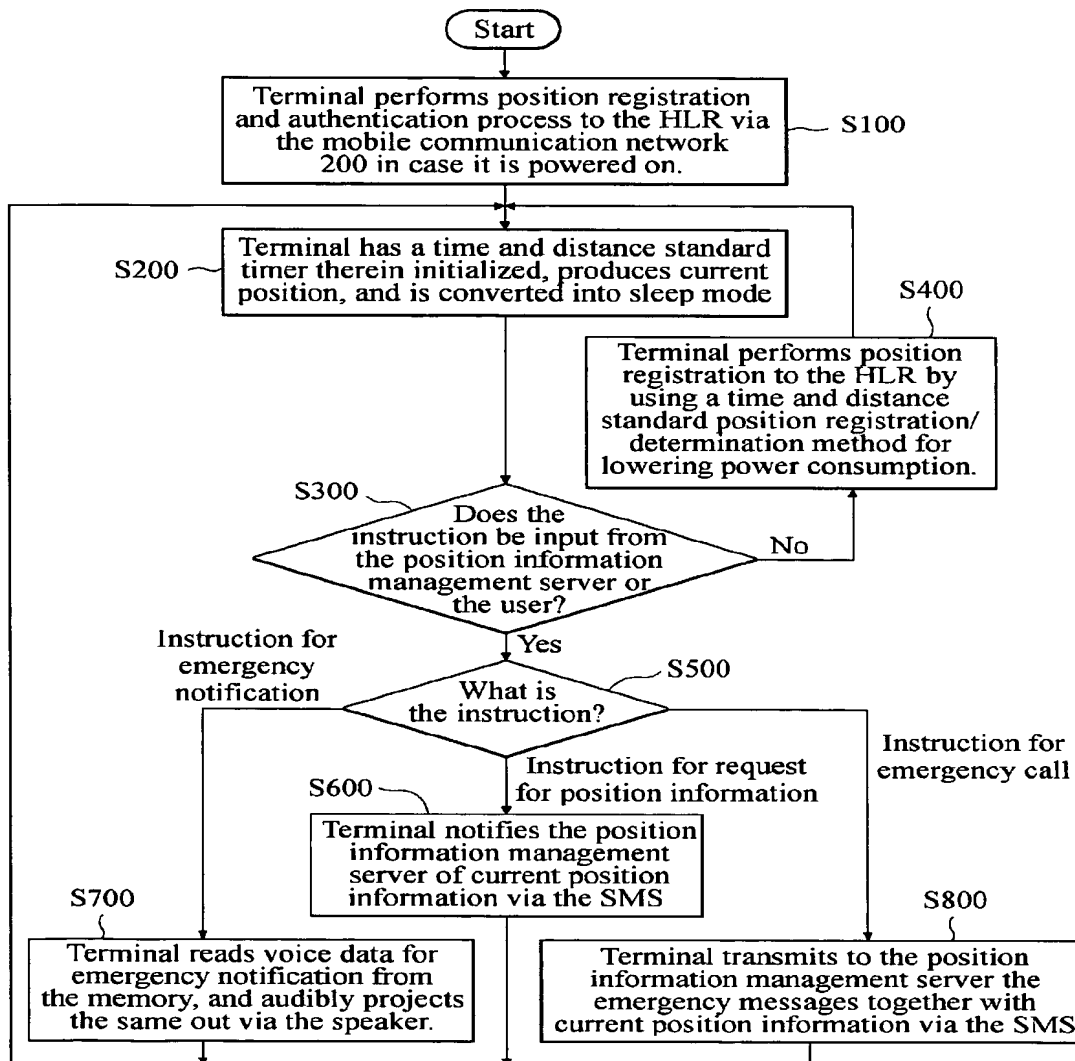 Start
Terminal performs position registration
and authentication process to the HLR via
the mobile communication network
200 in case it is powered on.
S100
Terminal has a time and distance standard
timer therein initialized, produces current
position, and is converted into sleep mode
S200
S400
Terminal performs position
registration to the HLR by
using a time and distance
standard position registration/
determination method for
lowering power consumption.
S300
Does the
instruction be input from
the position information
management server or
the user?
No
Yes
Instruction for
emergency
notification
S500
What is
the instruction?
Instruction for
emergency call
Instruction for request
for position information
S600
Terminal notifies the position
information management
server of current position
information via the SMS
S700
Terminal reads voice data for
emergency notification from
the memory, and audibly projects
the same out via the speaker.
S800
Terminal transmits to the position
information management server the
emergency messages together with
current position information via the SMS